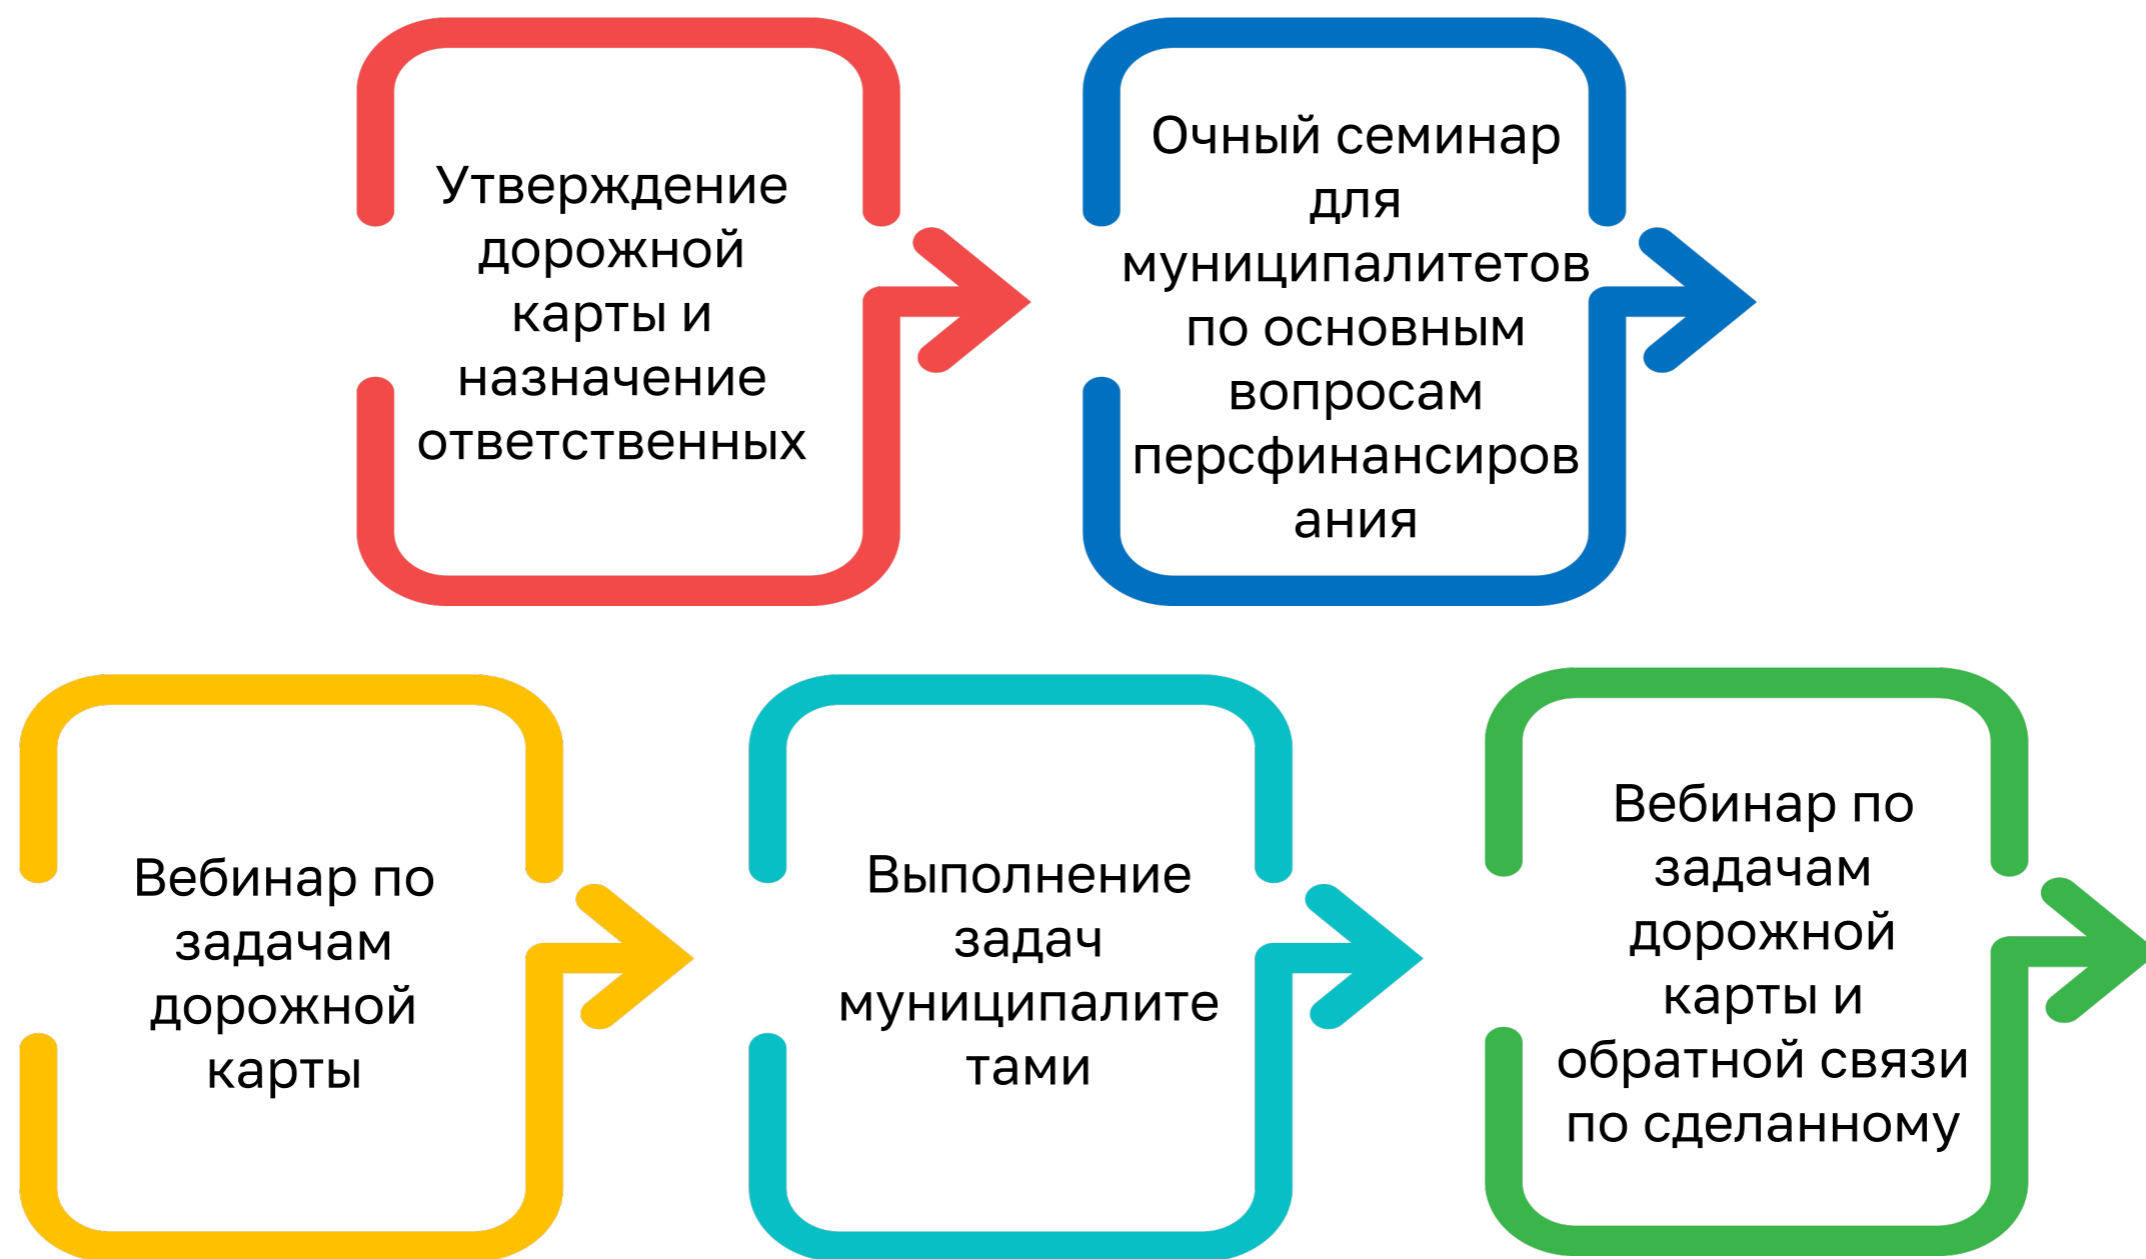 Утверждение
дорожной
карты и
назначение
ответственных
Очный семинар
для
муниципалитетов
по основным
вопросам
персфинансиров
ания
Вебинар по
задачам
дорожной
карты
Выполнение
задач
муниципалите
тами
Вебинар по
задачам
дорожной
карты и
обратной связи
по сделанному